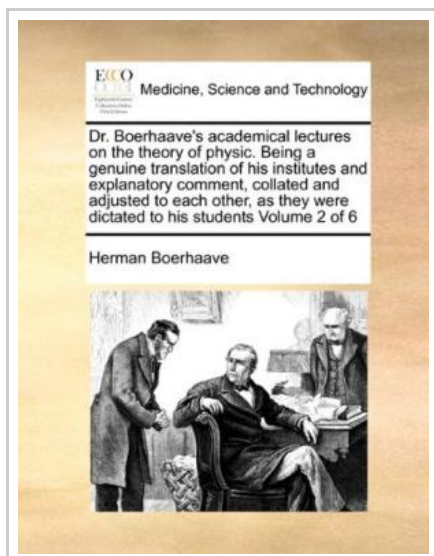 ECCO
Medicine, Science and Technology
Dr. Boerhaave's academical lectures
on the theory of physic. Being a
genuine translation of his institutes and
explanatory comment, collated and
adjusted to each other, as they were
dictated to his students Volume 2 of 6
Herman Boerhaave